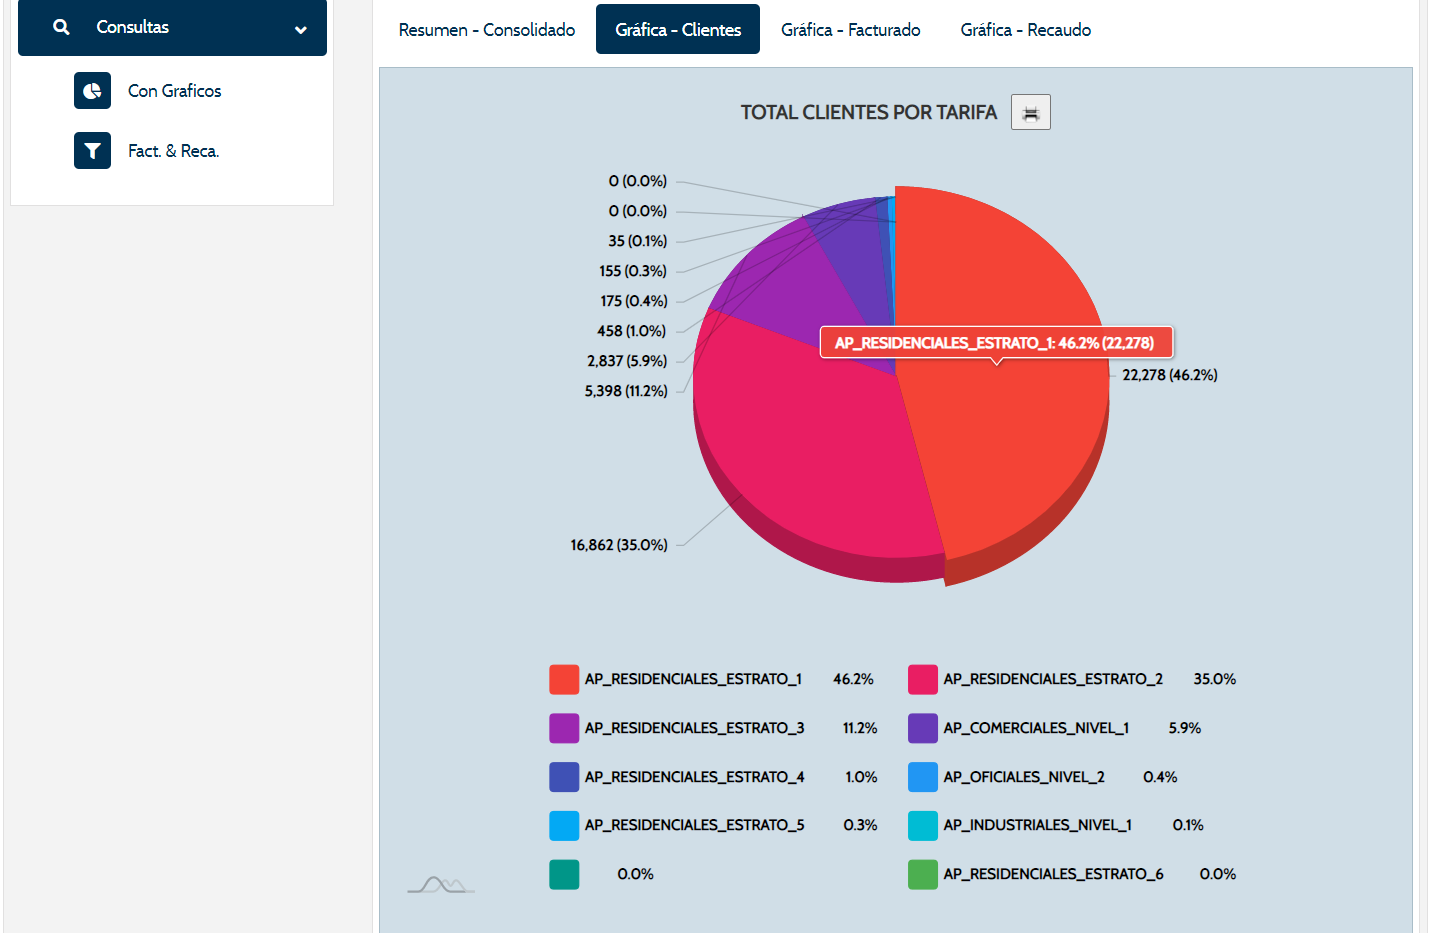 Consultas
Con Graficos
Fact. & Reca.
Resumen - Consolidado
Gráfica - Clientes
Gráfica - Facturado
Gráfica - Recaudo
TOTAL CLIENTES POR TARIFA
0 (0.0%)
0 (0.0%)
35 (0.1%)
155 (0.3%)
175 (0.4%)
458 (1.0%)
2,837 (5.9%)
5,398 (11.2%)
AP_RESIDENCIALES_ESTRATO_1: 46.2% (22,278)
22,278 (46.2%)
16,862 (35.0%)
AP_RESIDENCIALES_ESTRATO_1 46.2%
AP_RESIDENCIALES_ESTRATO_2 35.0%
AP_RESIDENCIALES_ESTRATO_3 11.2%
AP_COMERCIALES_NIVEL_1 5.9%
AP_RESIDENCIALES_ESTRATO_4 1.0%
AP_OFICIALES_NIVEL_2 0.4%
AP_RESIDENCIALES_ESTRATO_5 0.3%
AP_INDUSTRIALES_NIVEL_1 0.1%
0.0%
AP_RESIDENCIALES_ESTRATO_6 0.0%